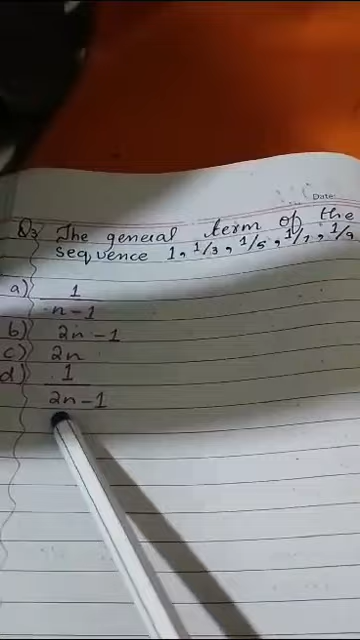 Date:
Q3 The general term of the
sequence 1, 1/3, 1/5, 1/7, 1/9
a) 1
n-1
b) 2n-1
c) 2n
d) 1
2n-1